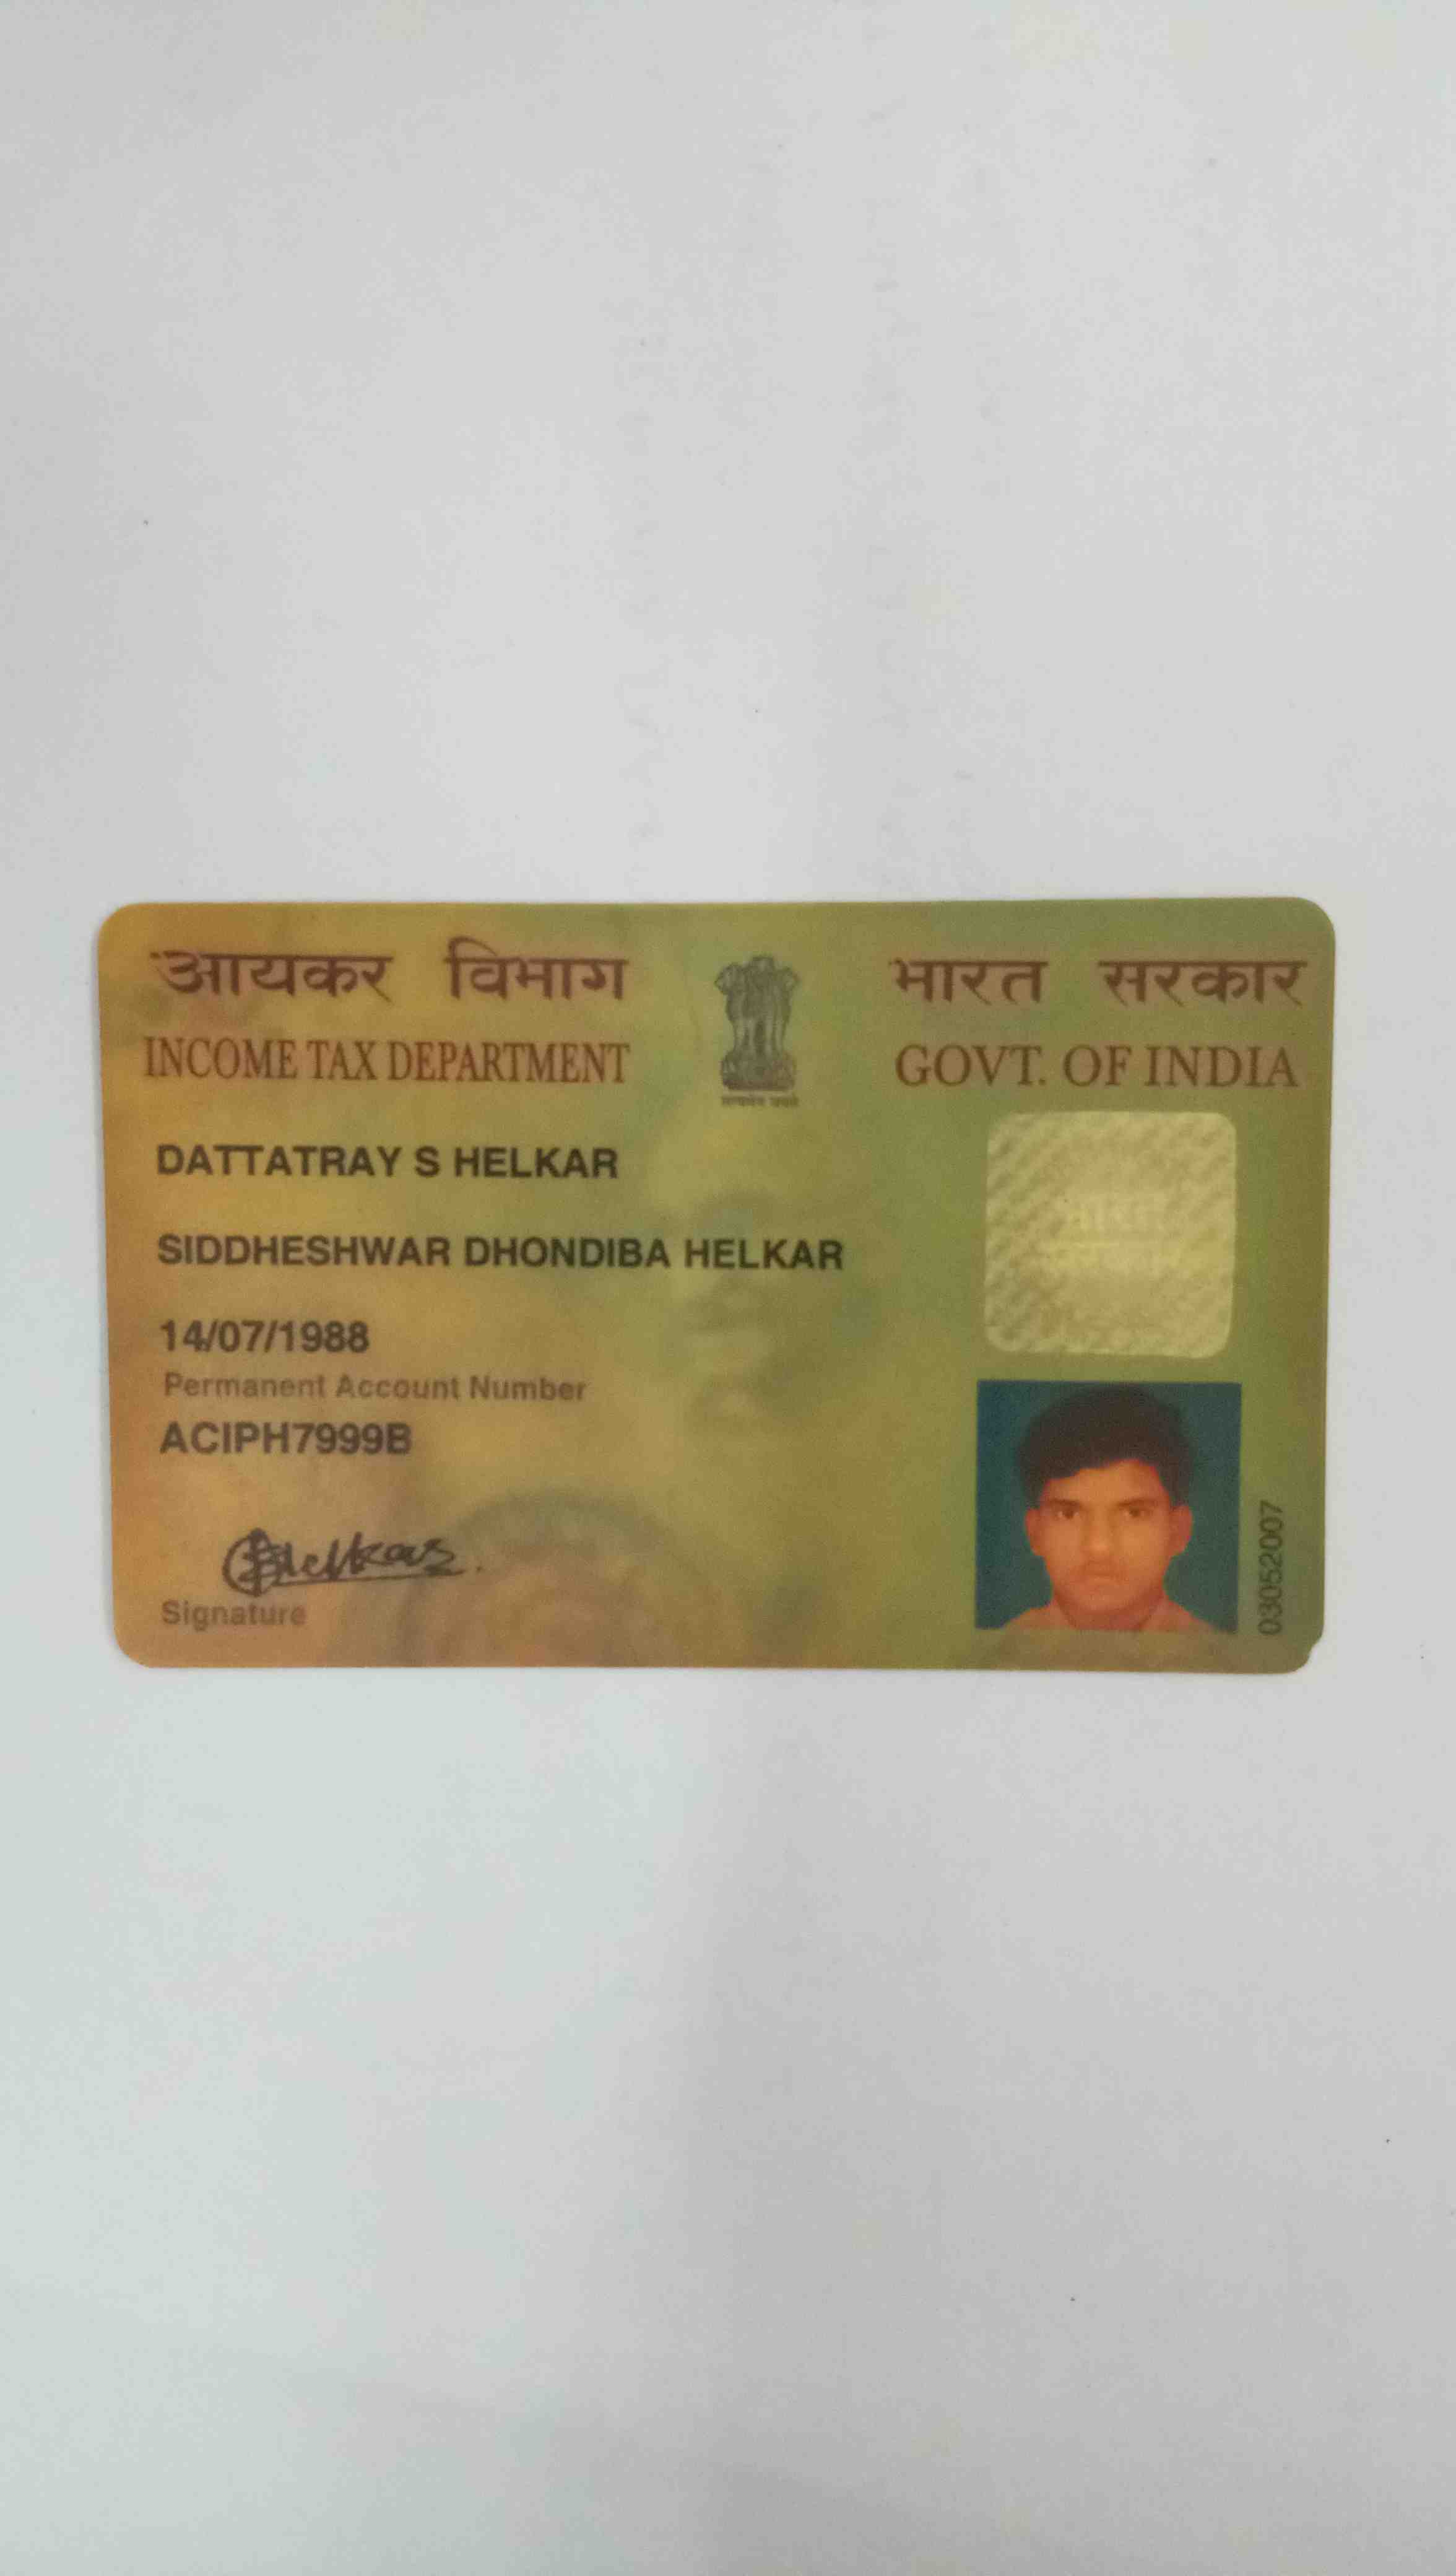 आयकर विभाग
भारत सरकार
INCOME TAX DEPARTMENT
GOVT. OF INDIA
सत्यमेव जयते
DATTATRAY S HELKAR
SIDDHESHWAR DHONDIBA HELKAR
14/07/1988
Permanent Account Number
ACIPH7999B
Signature
03052007